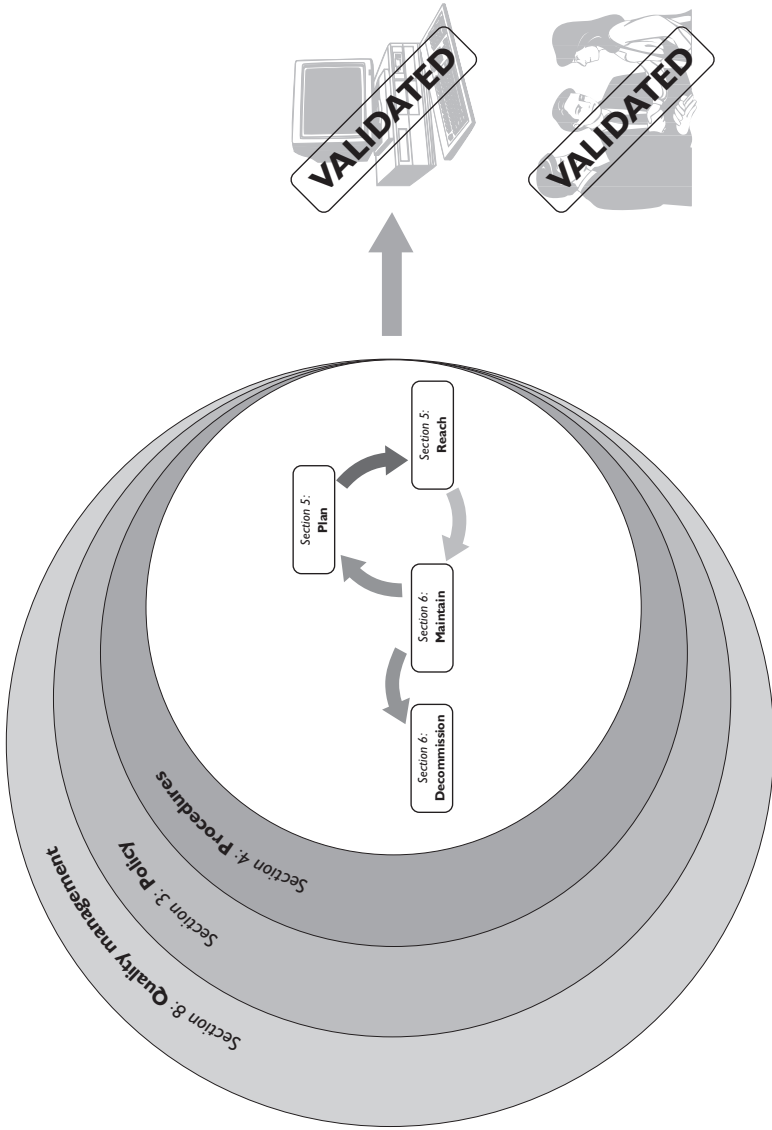 Section 8: Quality management
Section 3: Policy
Section 4: Procedures
Section 5:
Plan
Section 5:
Reach
Section 6:
Maintain
Section 6:
Decommission
VALIDATED
VALIDATED